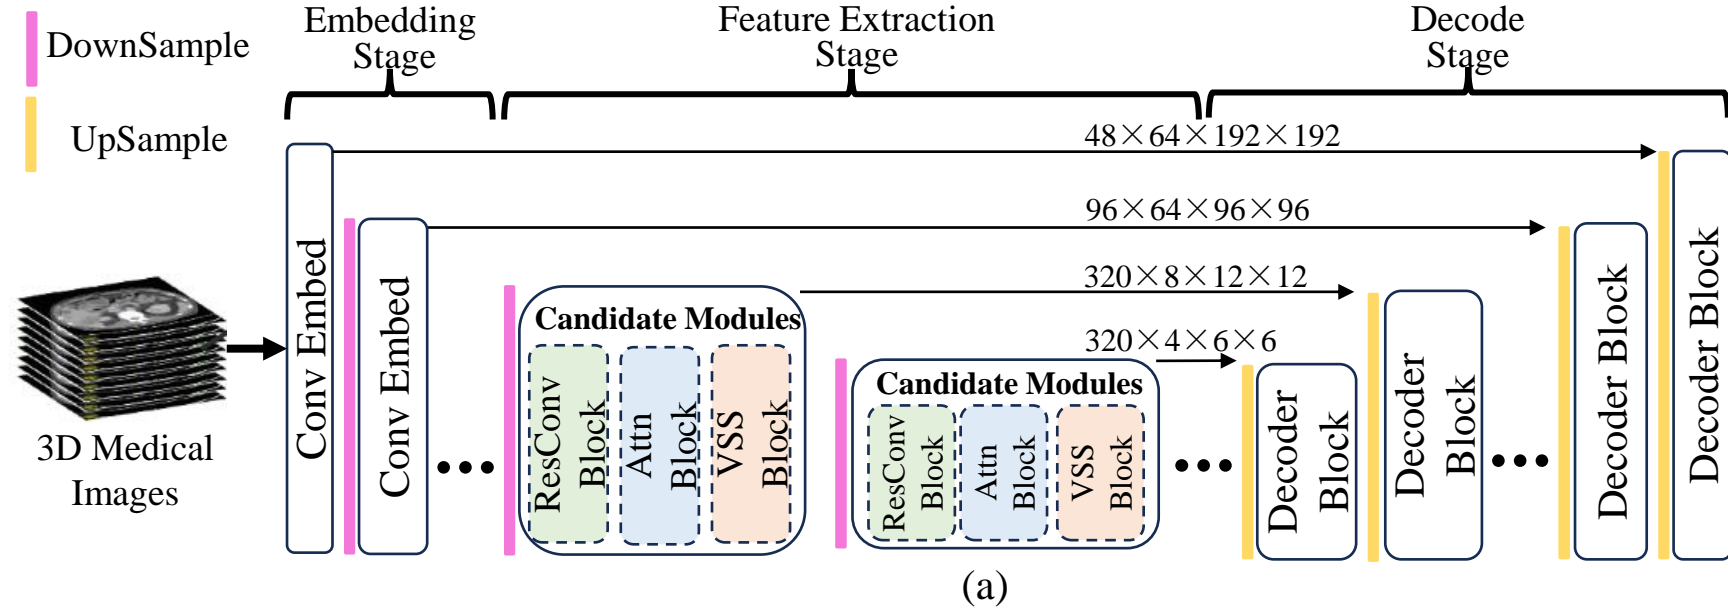 DownSample
UpSample
Embedding
Stage
Feature Extraction
Stage
Decode
Stage
48×64×192×192
96×64×96×96
320×8×12×12
320×4×6×6
3D Medical
Images
Conv Embed
Conv Embed
Candidate Modules
ResConv
Block
Attn
Block
VSS
Block
Candidate Modules
ResConv
Block
Attn
Block
VSS
Block
Decoder
Block
Decoder
Block
Decoder Block
Decoder Block
(a)